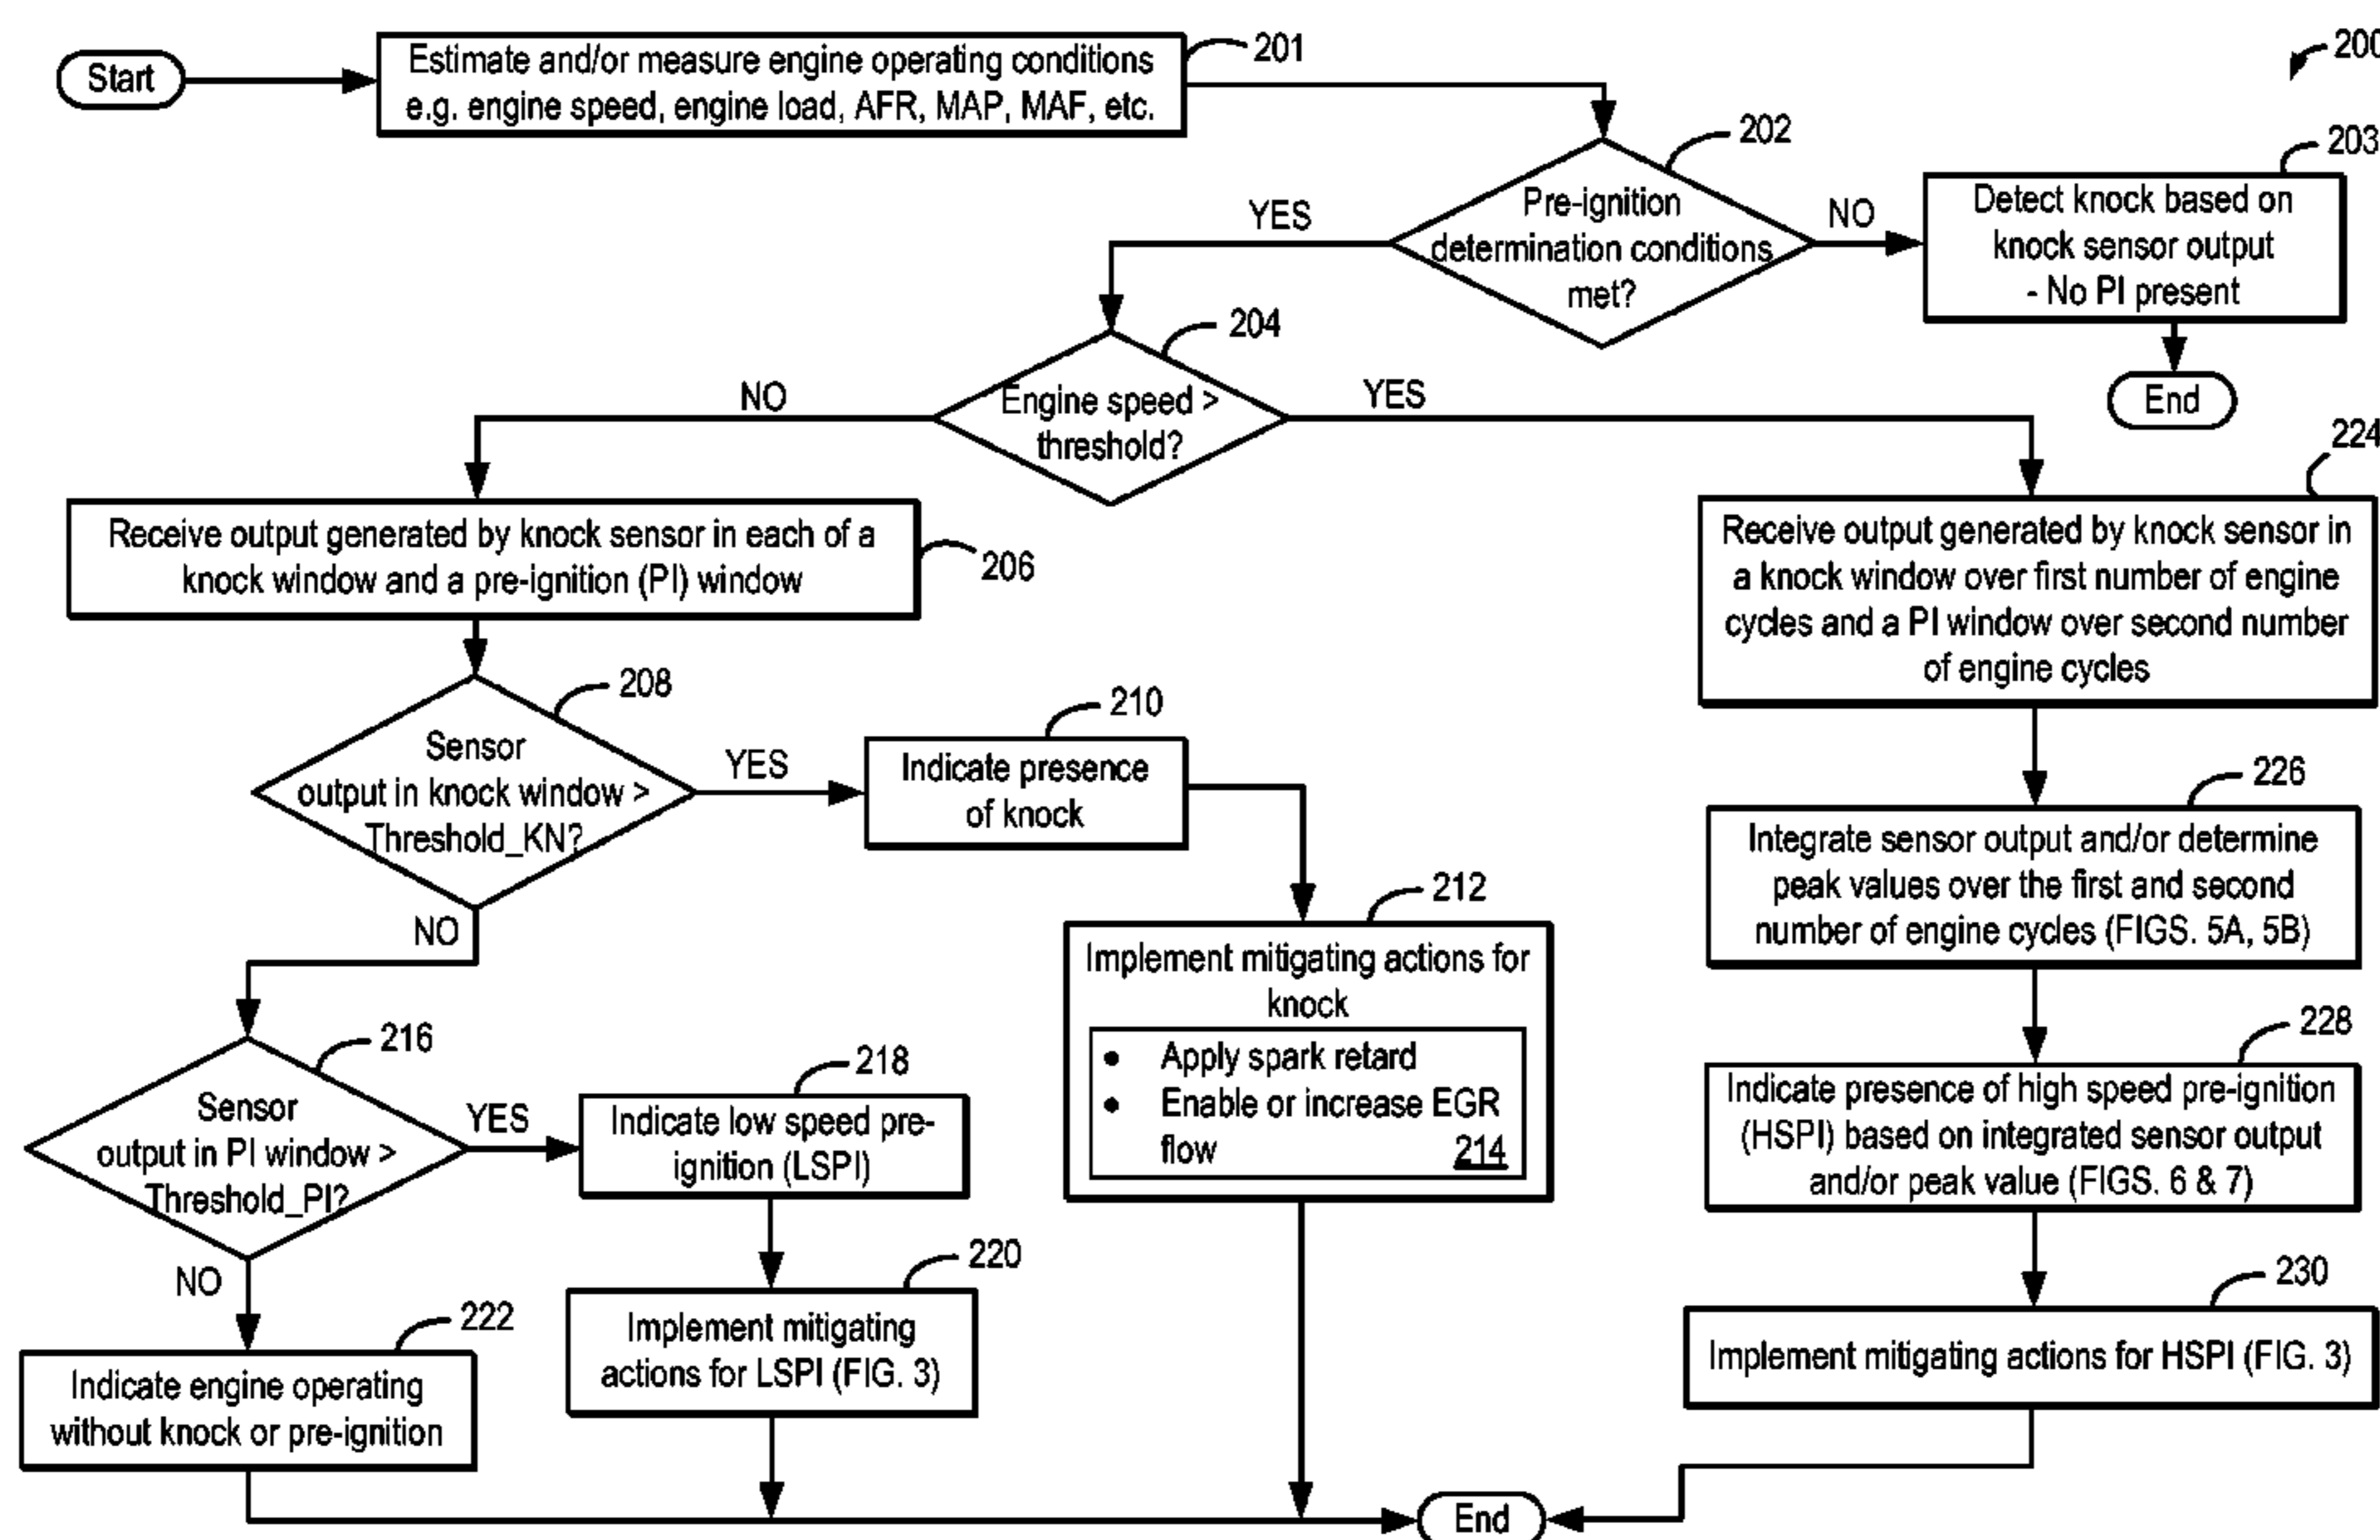 Start
Estimate and/or measure engine operating conditions
e.g. engine speed, engine load, AFR, MAP, MAF, etc.
201
200
202
Pre-ignition
determination conditions
met?
YES
NO
203
Detect knock based on
knock sensor output
- No PI present
End
204
Engine speed >
threshold?
NO
YES
206
Receive output generated by knock sensor in each of a
knock window and a pre-ignition (PI) window
224
Receive output generated by knock sensor in
a knock window over first number of engine
cycles and a PI window over second number
of engine cycles
208
Sensor
output in knock window >
Threshold_KN?
YES
NO
210
Indicate presence
of knock
226
Integrate sensor output and/or determine
peak values over the first and second
number of engine cycles (FIGS. 5A, 5B)
212
Implement mitigating actions for
knock
• Apply spark retard
• Enable or increase EGR
flow
214
216
Sensor
output in PI window >
Threshold_PI?
YES
NO
218
Indicate low speed pre-
ignition (LSPI)
228
Indicate presence of high speed pre-ignition
(HSPI) based on integrated sensor output
and/or peak value (FIGS. 6 & 7)
220
Implement mitigating
actions for LSPI (FIG. 3)
222
Indicate engine operating
without knock or pre-ignition
230
Implement mitigating actions for HSPI (FIG. 3)
End